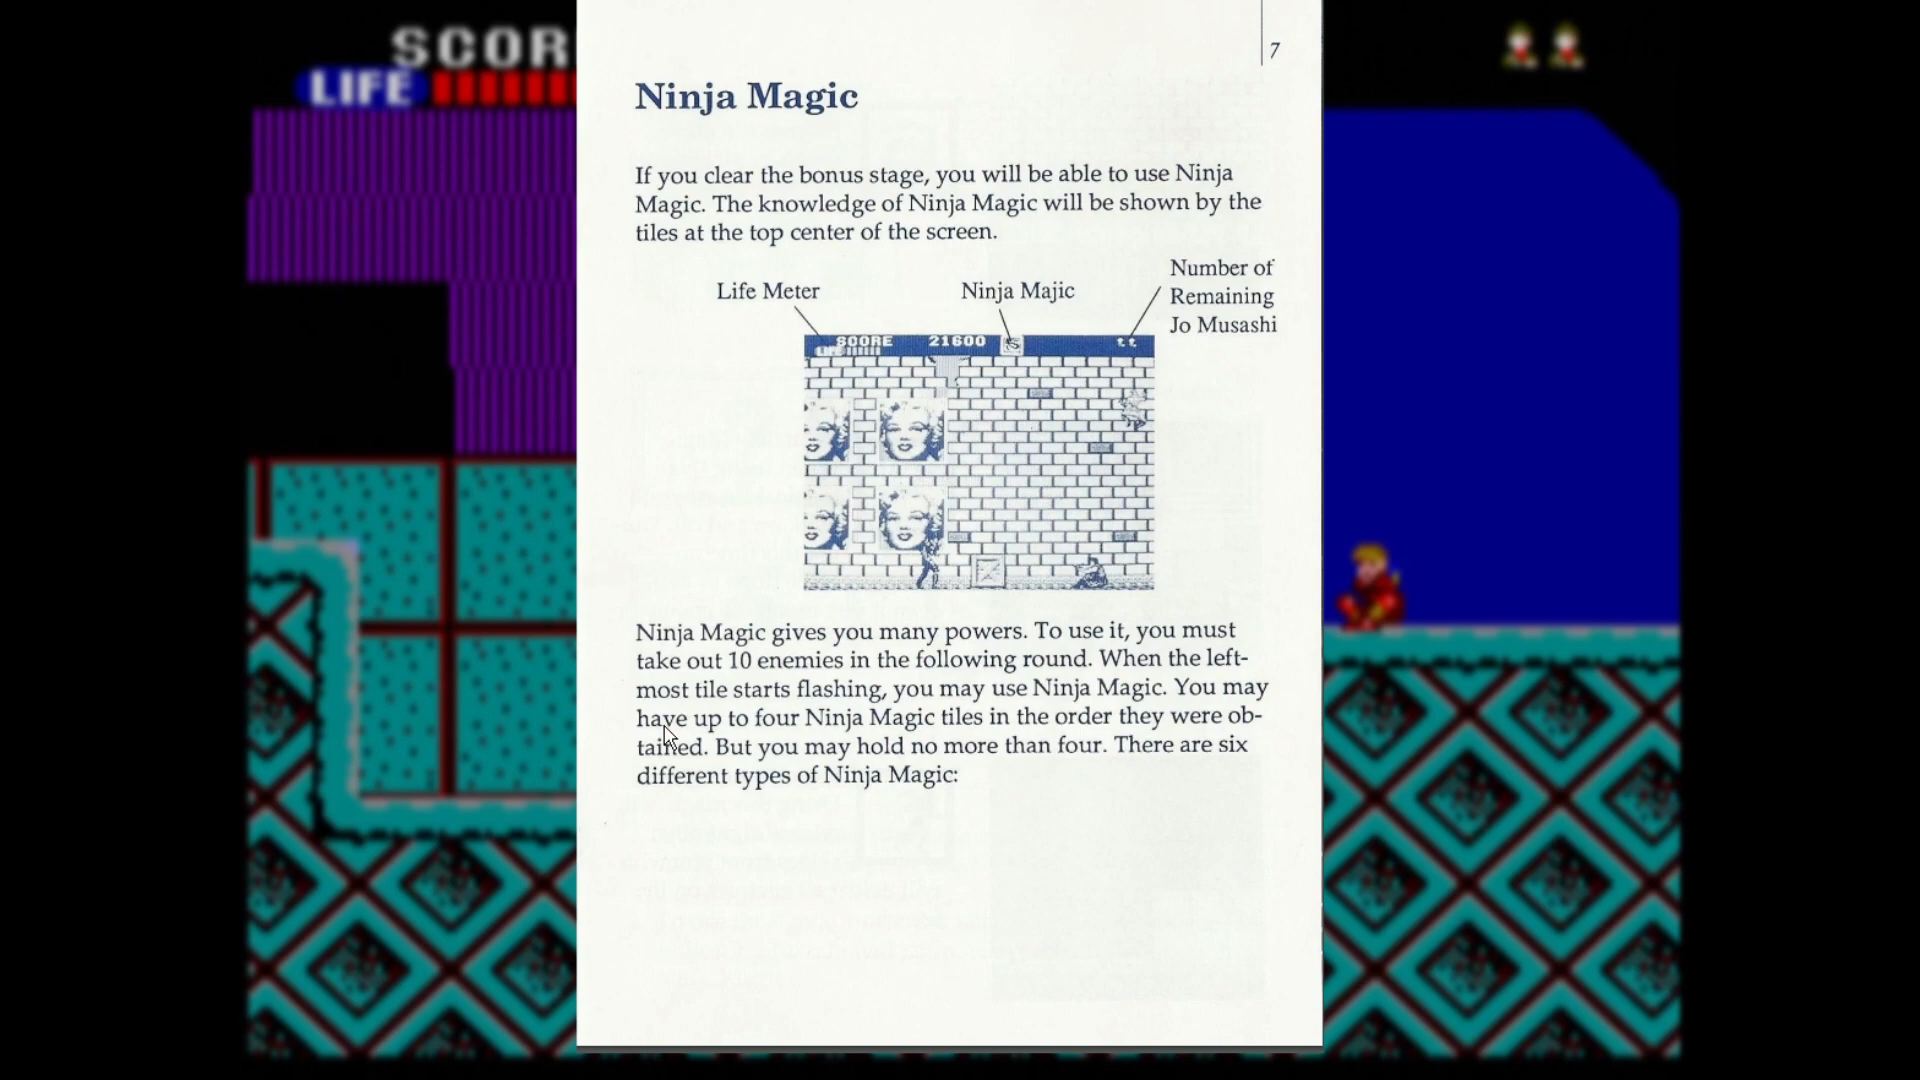 SCOR
LIFE
7
Ninja Magic
If you clear the bonus stage, you will be able to use Ninja
Magic. The knowledge of Ninja Magic will be shown by the
tiles at the top center of the screen.
Life Meter
Ninja Majic
Number of
Remaining
Jo Musashi
SCORE 21600
LIFE
Ninja Magic gives you many powers. To use it, you must
take out 10 enemies in the following round. When the left-
most tile starts flashing, you may use Ninja Magic. You may
have up to four Ninja Magic tiles in the order they were ob-
tained. But you may hold no more than four. There are six
different types of Ninja Magic: